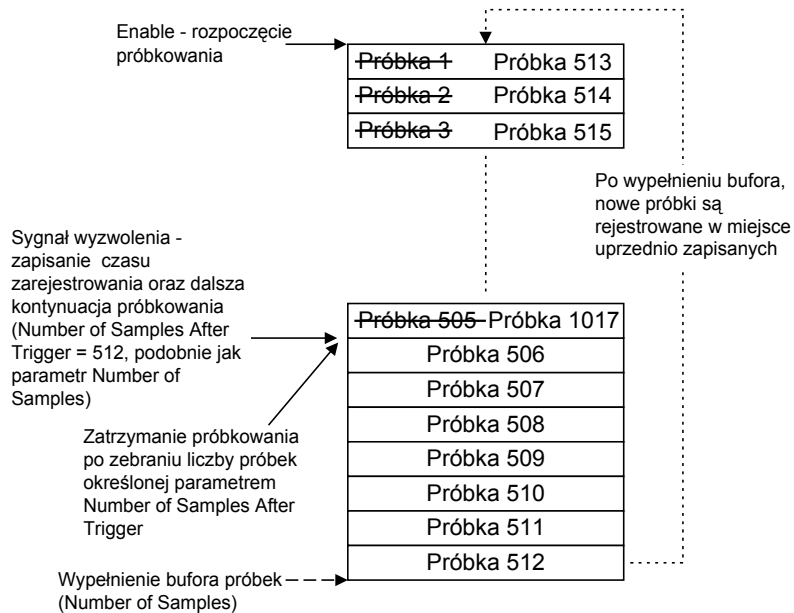 Enable - rozpoczęcie
próbkowania
Próbka 1 Próbka 513
Próbka 2 Próbka 514
Próbka 3 Próbka 515
Po wypełnieniu bufora,
nowe próbki są
rejestrowane w miejsce
uprzednio zapisanych
Sygnał wyzwolenia -
zapisanie czasu
zarejestrowania oraz dalsza
kontynuacja próbkowania
(Number of Samples After
Trigger = 512, podobnie jak
parametr Number of
Samples)
Próbka 505 Próbka 1017
Próbka 506
Próbka 507
Próbka 508
Próbka 509
Próbka 510
Próbka 511
Próbka 512
Zatrzymanie próbkowania
po zebraniu liczby próbek
określonej parametrem
Number of Samples After
Trigger
Wypełnienie bufora próbek
(Number of Samples)